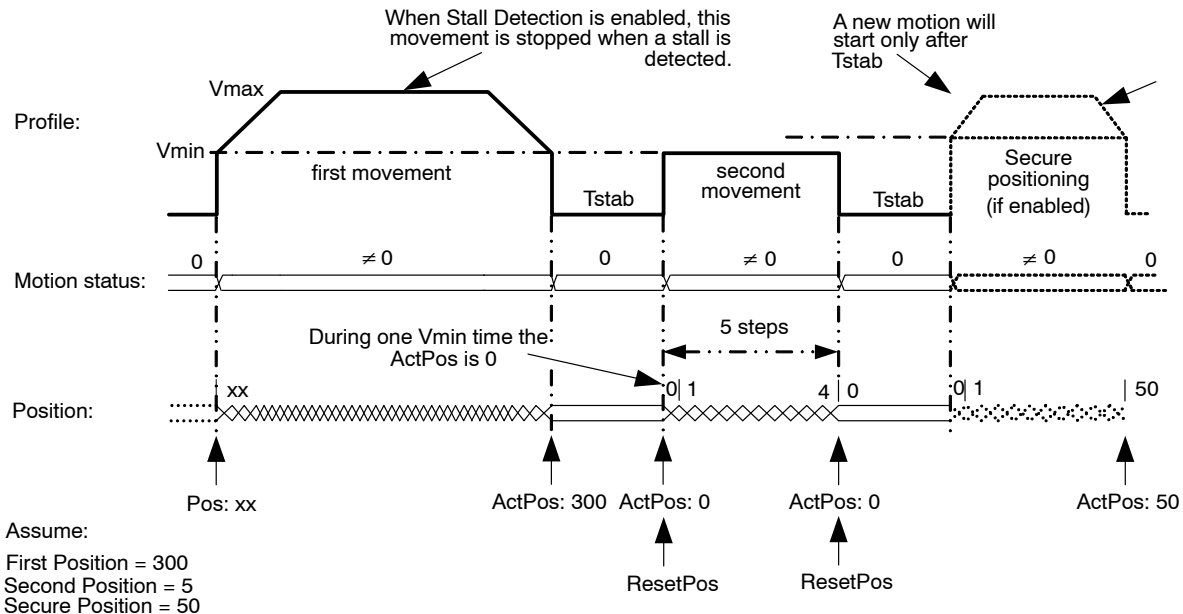 When Stall Detection is enabled, this
movement is stopped when a stall is
detected.
A new motion will
start only after
Tstab
Vmax
Profile:
Vmin
first movement
Tstab
second
movement
Tstab
Secure
positioning
(if enabled)
0
≠ 0
0
≠ 0
0
≠ 0
0
Motion status:
During one Vmin time the
ActPos is 0
5 steps
xx
0 1
4 0
0 1
50
Position:
Pos: xx
ActPos: 300
ActPos: 0
ActPos: 0
ActPos: 50
Assume:
First Position = 300
Second Position = 5
Secure Position = 50
ResetPos
ResetPos